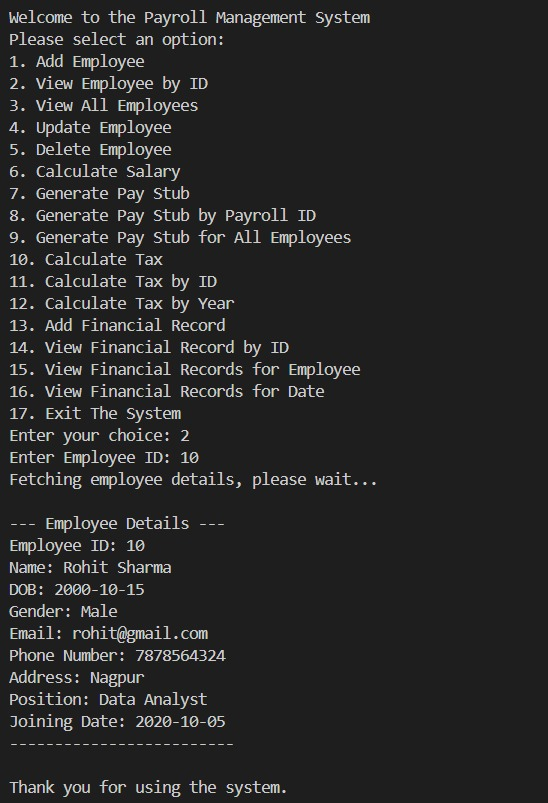 Welcome to the Payroll Management System
Please select an option:
1. Add Employee
2. View Employee by ID
3. View All Employees
4. Update Employee
5. Delete Employee
6. Calculate Salary
7. Generate Pay Stub
8. Generate Pay Stub by Payroll ID
9. Generate Pay Stub for All Employees
10. Calculate Tax
11. Calculate Tax by ID
12. Calculate Tax by Year
13. Add Financial Record
14. View Financial Record by ID
15. View Financial Records for Employee
16. View Financial Records for Date
17. Exit The System
Enter your choice: 2
Enter Employee ID: 10
Fetching employee details, please wait...
--- Employee Details ---
Employee ID: 10
Name: Rohit Sharma
DOB: 2000-10-15
Gender: Male
Email: rohit@gmail.com
Phone Number: 7878564324
Address: Nagpur
Position: Data Analyst
Joining Date: 2020-10-05
-------------------------
Thank you for using the system.